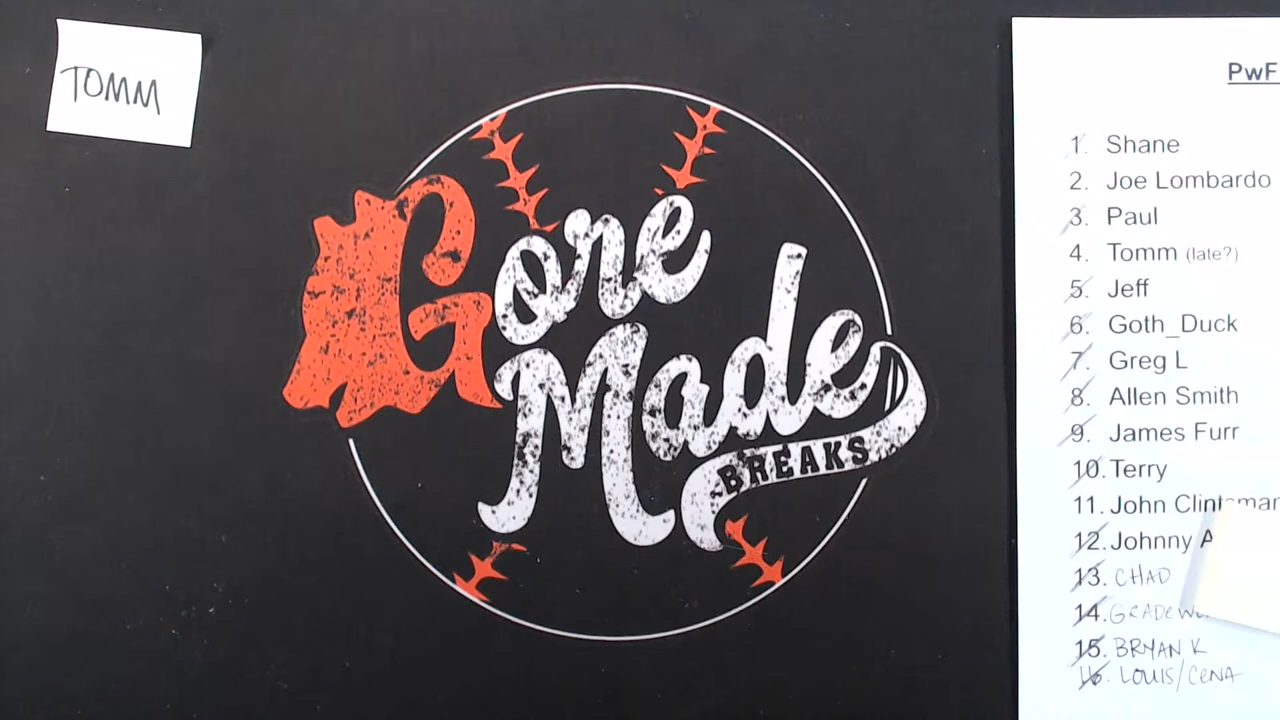 TOMM
Gore
Made
BREAKS
PwF
1. Shane
2. Joe Lombardo
3. Paul
4. Tomm (late?)
5. Jeff
6. Goth_Duck
7. Greg L
8. Allen Smith
9. James Furr
10. Terry
11. John
12. Johnny A
13. CHAD
14.
15. BRYAN K
16. LOUIS/CENA